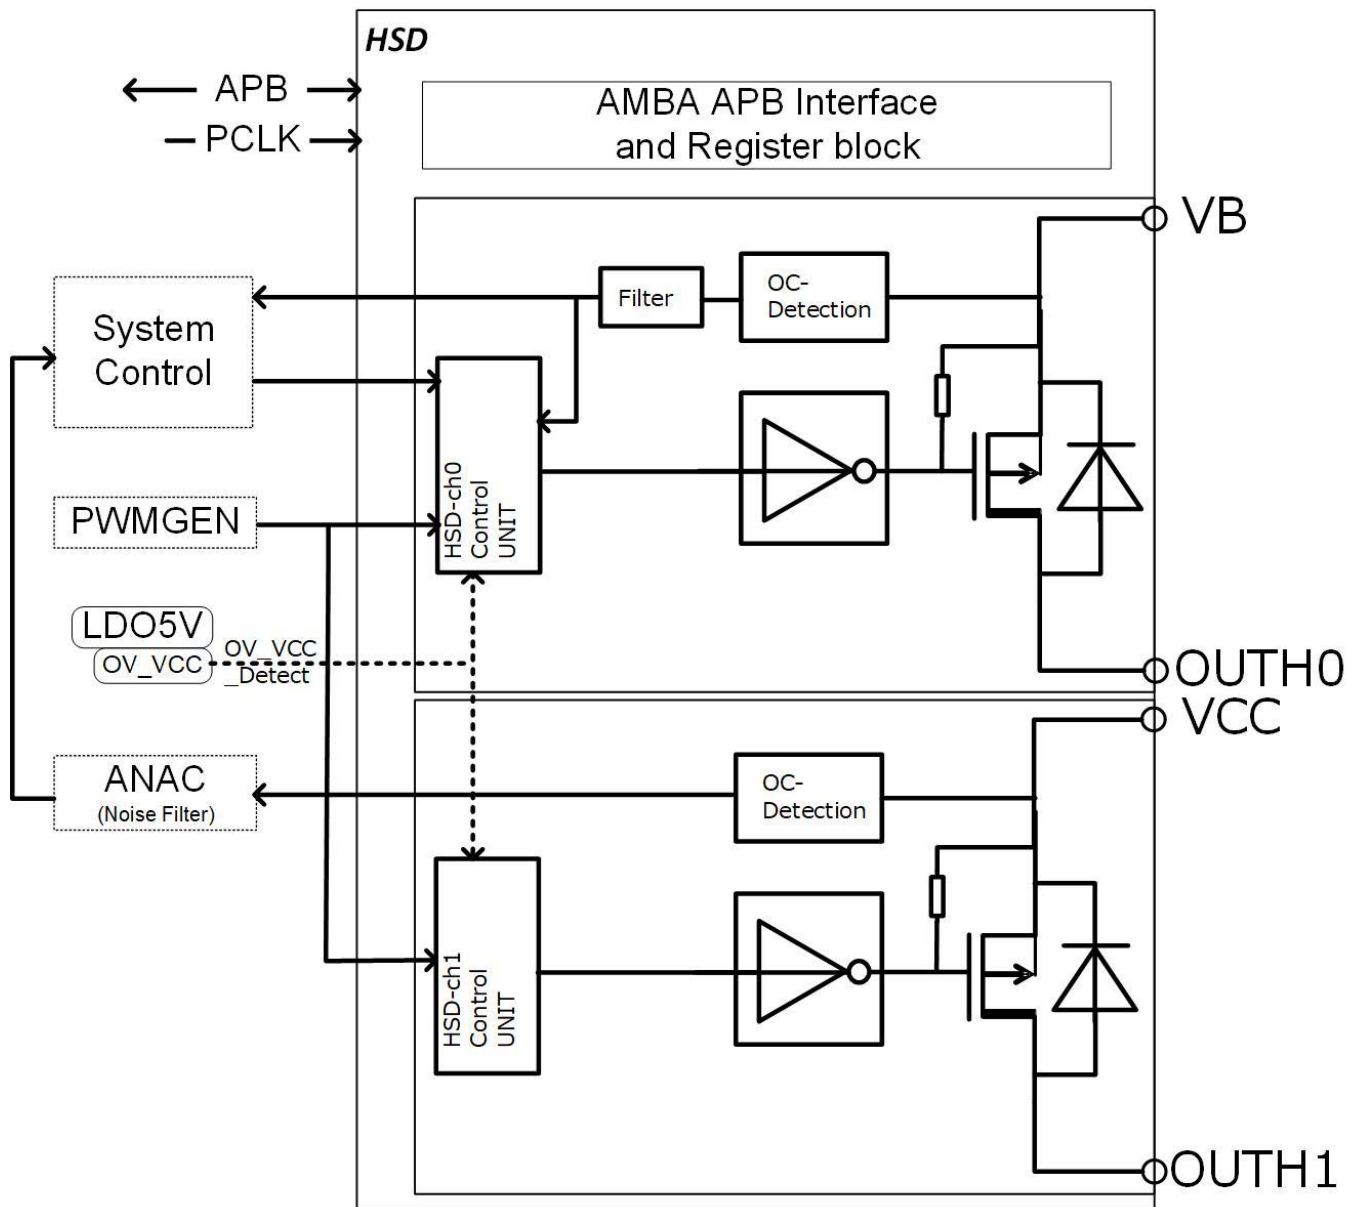 HSD
APB
PCLK
AMBA APB Interface
and Register block
VB
System
Control
Filter
OC-
Detection
HSD-ch0
Control
UNIT
PWMGEN
LDO5V
OV_VCC
OV_VCC
_Detect
OUTH0
VCC
ANAC
(Noise Filter)
OC-
Detection
HSD-ch1
Control
UNIT
OUTH1